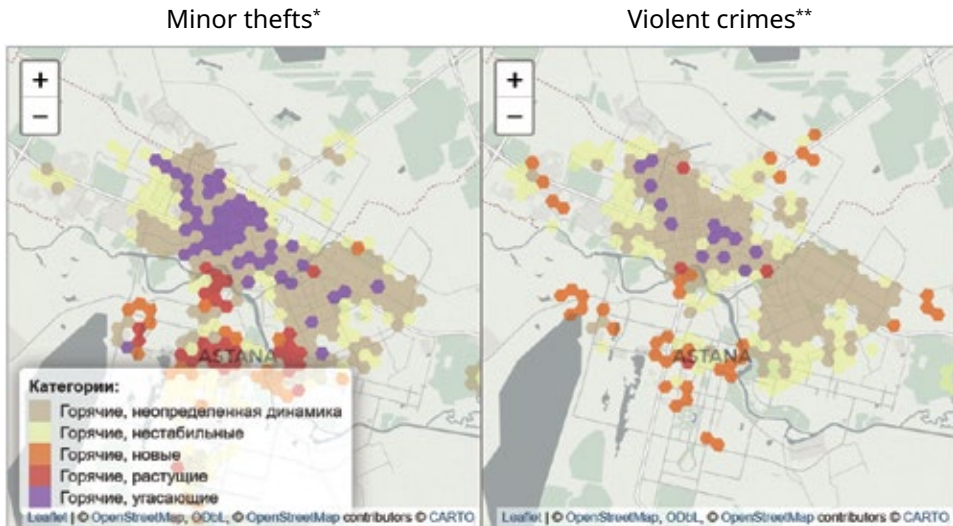 Minor thefts*
Violent crimes**
+
−
ASTANA
Категории:
Горячие, неопределенная динамика
Горячие, нестабильные
Горячие, новые
Горячие, растущие
Горячие, угасающие
Leaflet | © OpenStreetMap, ODbL, © OpenStreetMap contributors © CARTO
+
−
ASTANA
Leaflet | © OpenStreetMap, ODbL, © OpenStreetMap contributors © CARTO